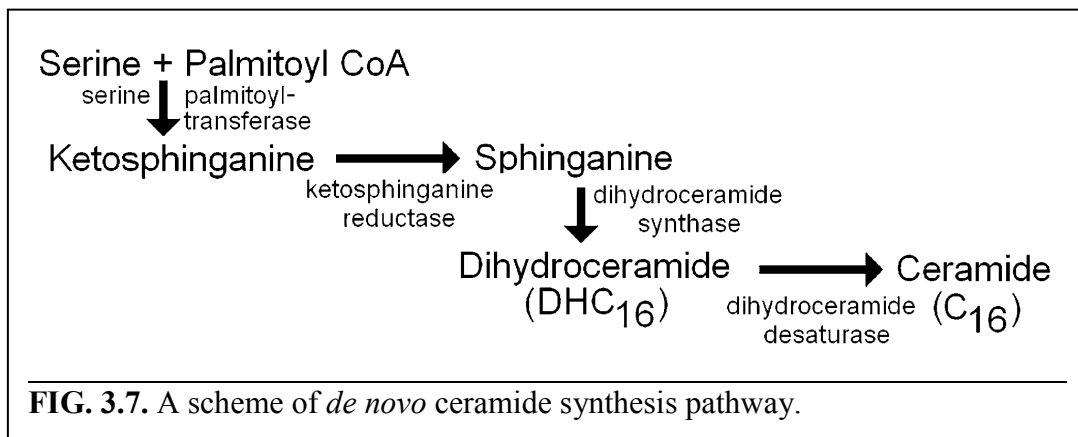 Serine + Palmitoyl CoA
serine palmitoyl-
transferase
Ketosphinganine Sphinganine
ketosphinganine
reductase
dihydroceramide
synthase
Dihydroceramide Ceramide
(DHC16) (C16)
dihydroceramide
desaturase
FIG. 3.7. A scheme of de novo ceramide synthesis pathway.